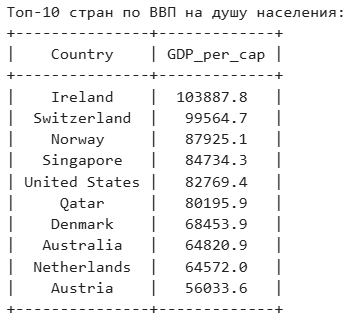 Топ-10 стран по ВВП на душу населения:
+---------------+-------------+
|    Country    | GDP_per_cap |
+---------------+-------------+
|    Ireland    |  103887.8   |
|  Switzerland  |   99564.7   |
|    Norway     |   87925.1   |
|   Singapore   |   84734.3   |
| United States |   82769.4   |
|     Qatar     |   80195.9   |
|    Denmark    |   68453.9   |
|   Australia   |   64820.9   |
|  Netherlands  |   64572.0   |
|    Austria    |   56033.6   |
+---------------+-------------+